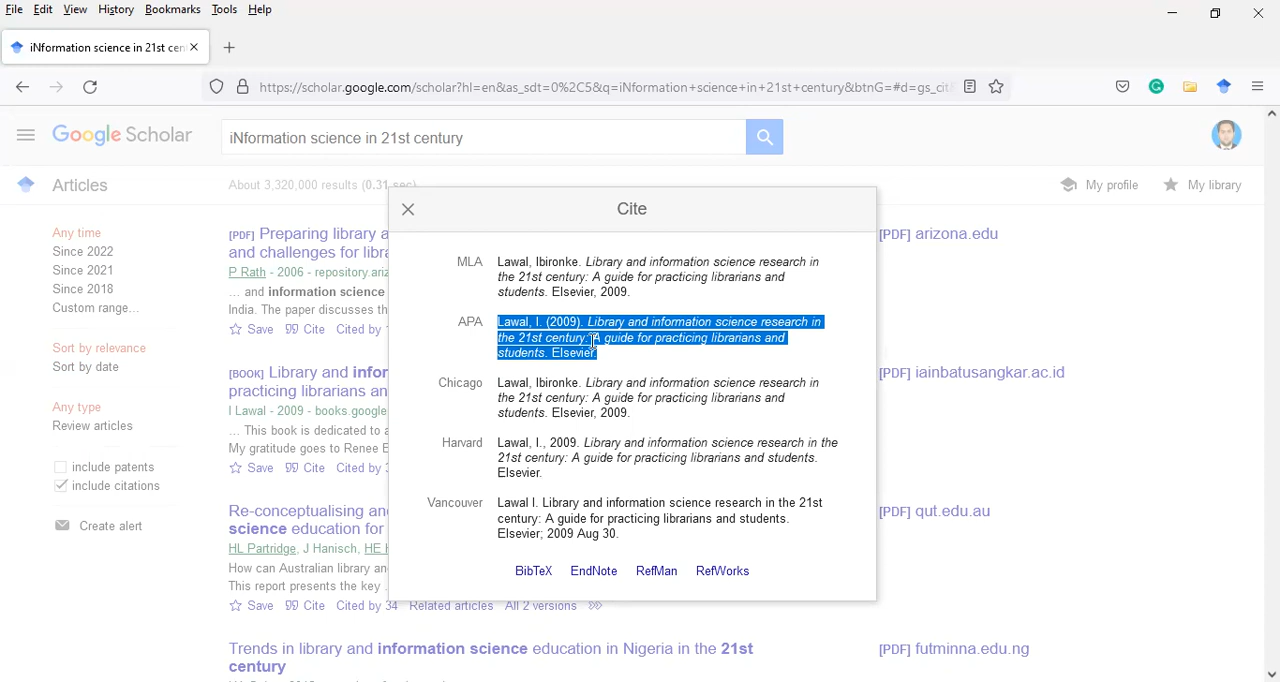 File Edit View History Bookmarks Tools Help
iNformation science in 21st cen
https://scholar.google.com/scholar?hl=en&as_sdt=0%2C5&q=iNformation+science+in+21st+century&btnG=#d=gs_cit
Google Scholar
iNformation science in 21st century
Articles
About 3,320,000 results (0.31 sec)
My profile
My library
Any time
Since 2022
Since 2021
Since 2018
Custom range...
Sort by relevance
Sort by date
Any type
Review articles
include patents
include citations
Create alert
[PDF] Preparing library a
and challenges for libr
P Rath - 2006 - repository.ariz
... and information science
India. The paper discusses th
Save Cite Cited by
[PDF] arizona.edu
[BOOK] Library and infor
practicing librarians an
I Lawal - 2009 - books.google
... This book is dedicated to a
My gratitude goes to Renee E
Save Cite Cited by
[PDF] iainbatusangkar.ac.id
Re-conceptualising an
science education for
HL Partridge, J Hanisch, HE H
How can Australian library an
This report presents the key
Save Cite Cited by 34 Related articles All 2 versions
[PDF] qut.edu.au
Trends in library and information science education in Nigeria in the 21st
century
[PDF] futminna.edu.ng
Cite
MLA
Lawal, Ibironke. Library and information science research in
the 21st century: A guide for practicing librarians and
students. Elsevier, 2009.
APA
Lawal, I. (2009). Library and information science research in
the 21st century: A guide for practicing librarians and
students. Elsevier.
Chicago
Lawal, Ibironke. Library and information science research in
the 21st century: A guide for practicing librarians and
students. Elsevier, 2009.
Harvard
Lawal, I., 2009. Library and information science research in the
21st century: A guide for practicing librarians and students.
Elsevier.
Vancouver
Lawal I. Library and information science research in the 21st
century: A guide for practicing librarians and students.
Elsevier; 2009 Aug 30.
BibTeX EndNote RefMan RefWorks